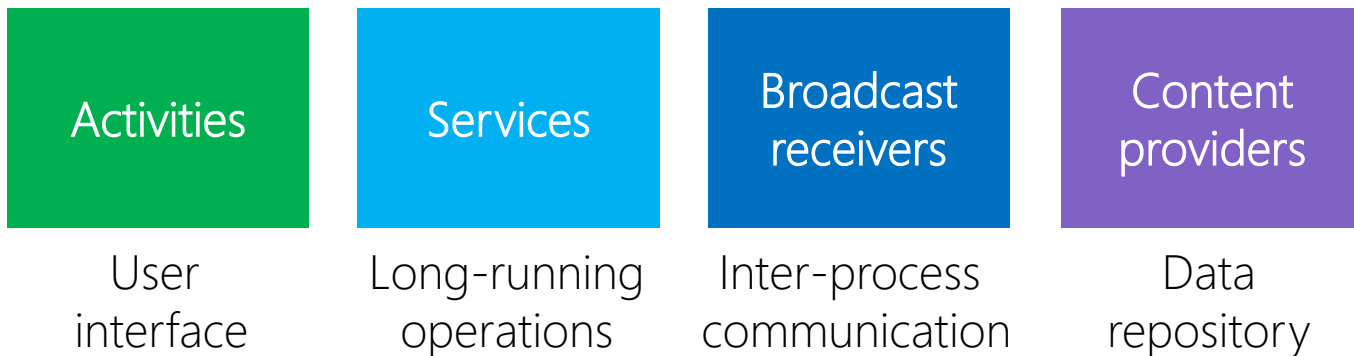 Activities
User
interface
Services
Long-running
operations
Broadcast
receivers
Inter-process
communication
Content
providers
Data
repository